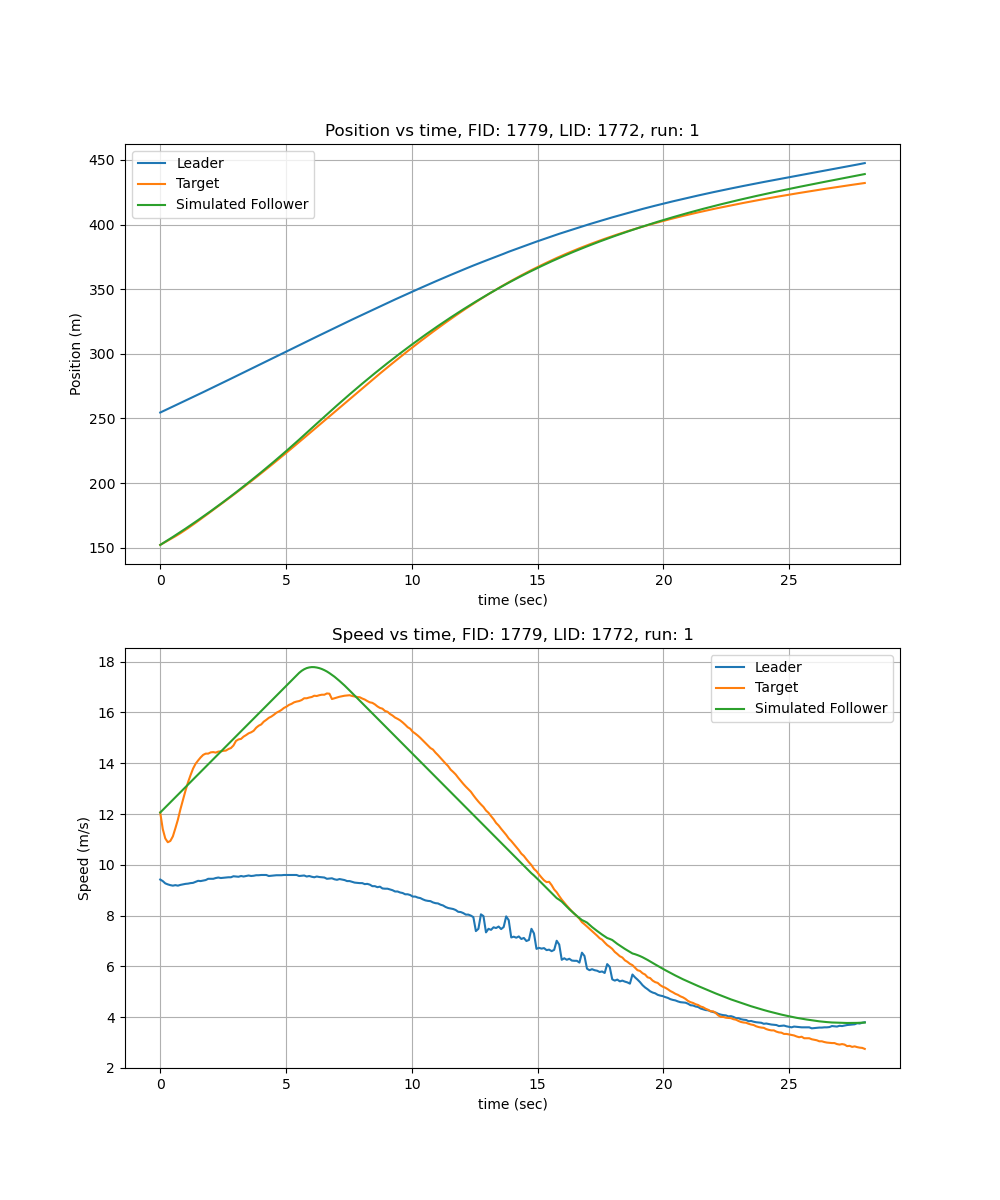 Position vs time, FID: 1779, LID: 1772, run: 1
Leader
Target
Simulated Follower
450
400
350
300
250
200
150
Position (m)
0 5 10 15 20 25
time (sec)
Speed vs time, FID: 1779, LID: 1772, run: 1
Leader
Target
Simulated Follower
18
16
14
12
10
8
6
4
2
Speed (m/s)
0 5 10 15 20 25
time (sec)